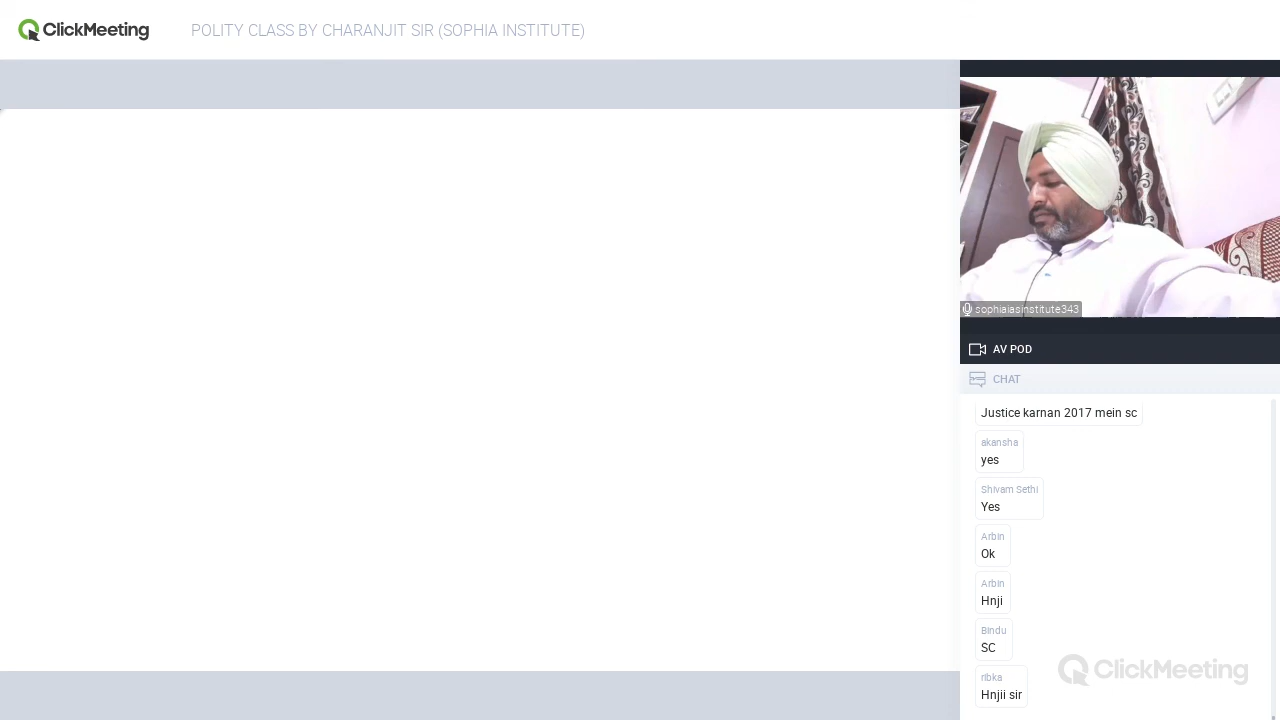 ClickMeeting
POLITY CLASS BY CHARANJIT SIR (SOPHIA INSTITUTE)
sophiaiasinstitute343
AV POD
CHAT
Justice karnan 2017 mein sc
akansha
yes
Shivam Sethi
Yes
Arbin
Ok
Arbin
Hnji
Bindu
SC
ribka
Hnjii sir
ClickMeeting